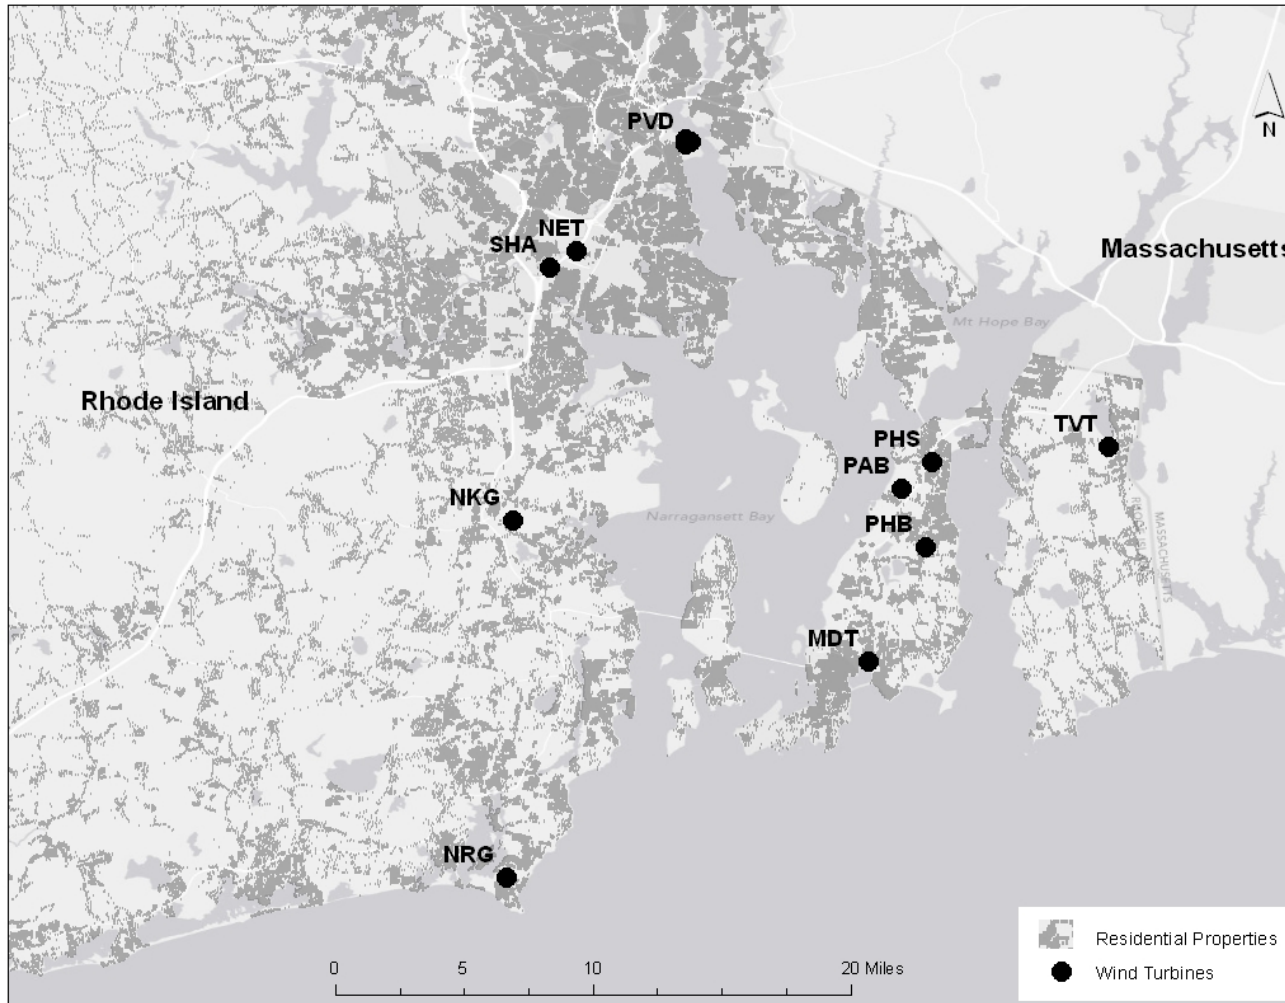 PVD
N
NET
SHA
Massachusetts
Mt Hope Bay
Rhode Island
TVT
PHS
PAB
NKG
Narragansett Bay
PHB
MASSACHUSETTS
MDT
NRG
Residential Properties
0 5 10 20 Miles
Wind Turbines